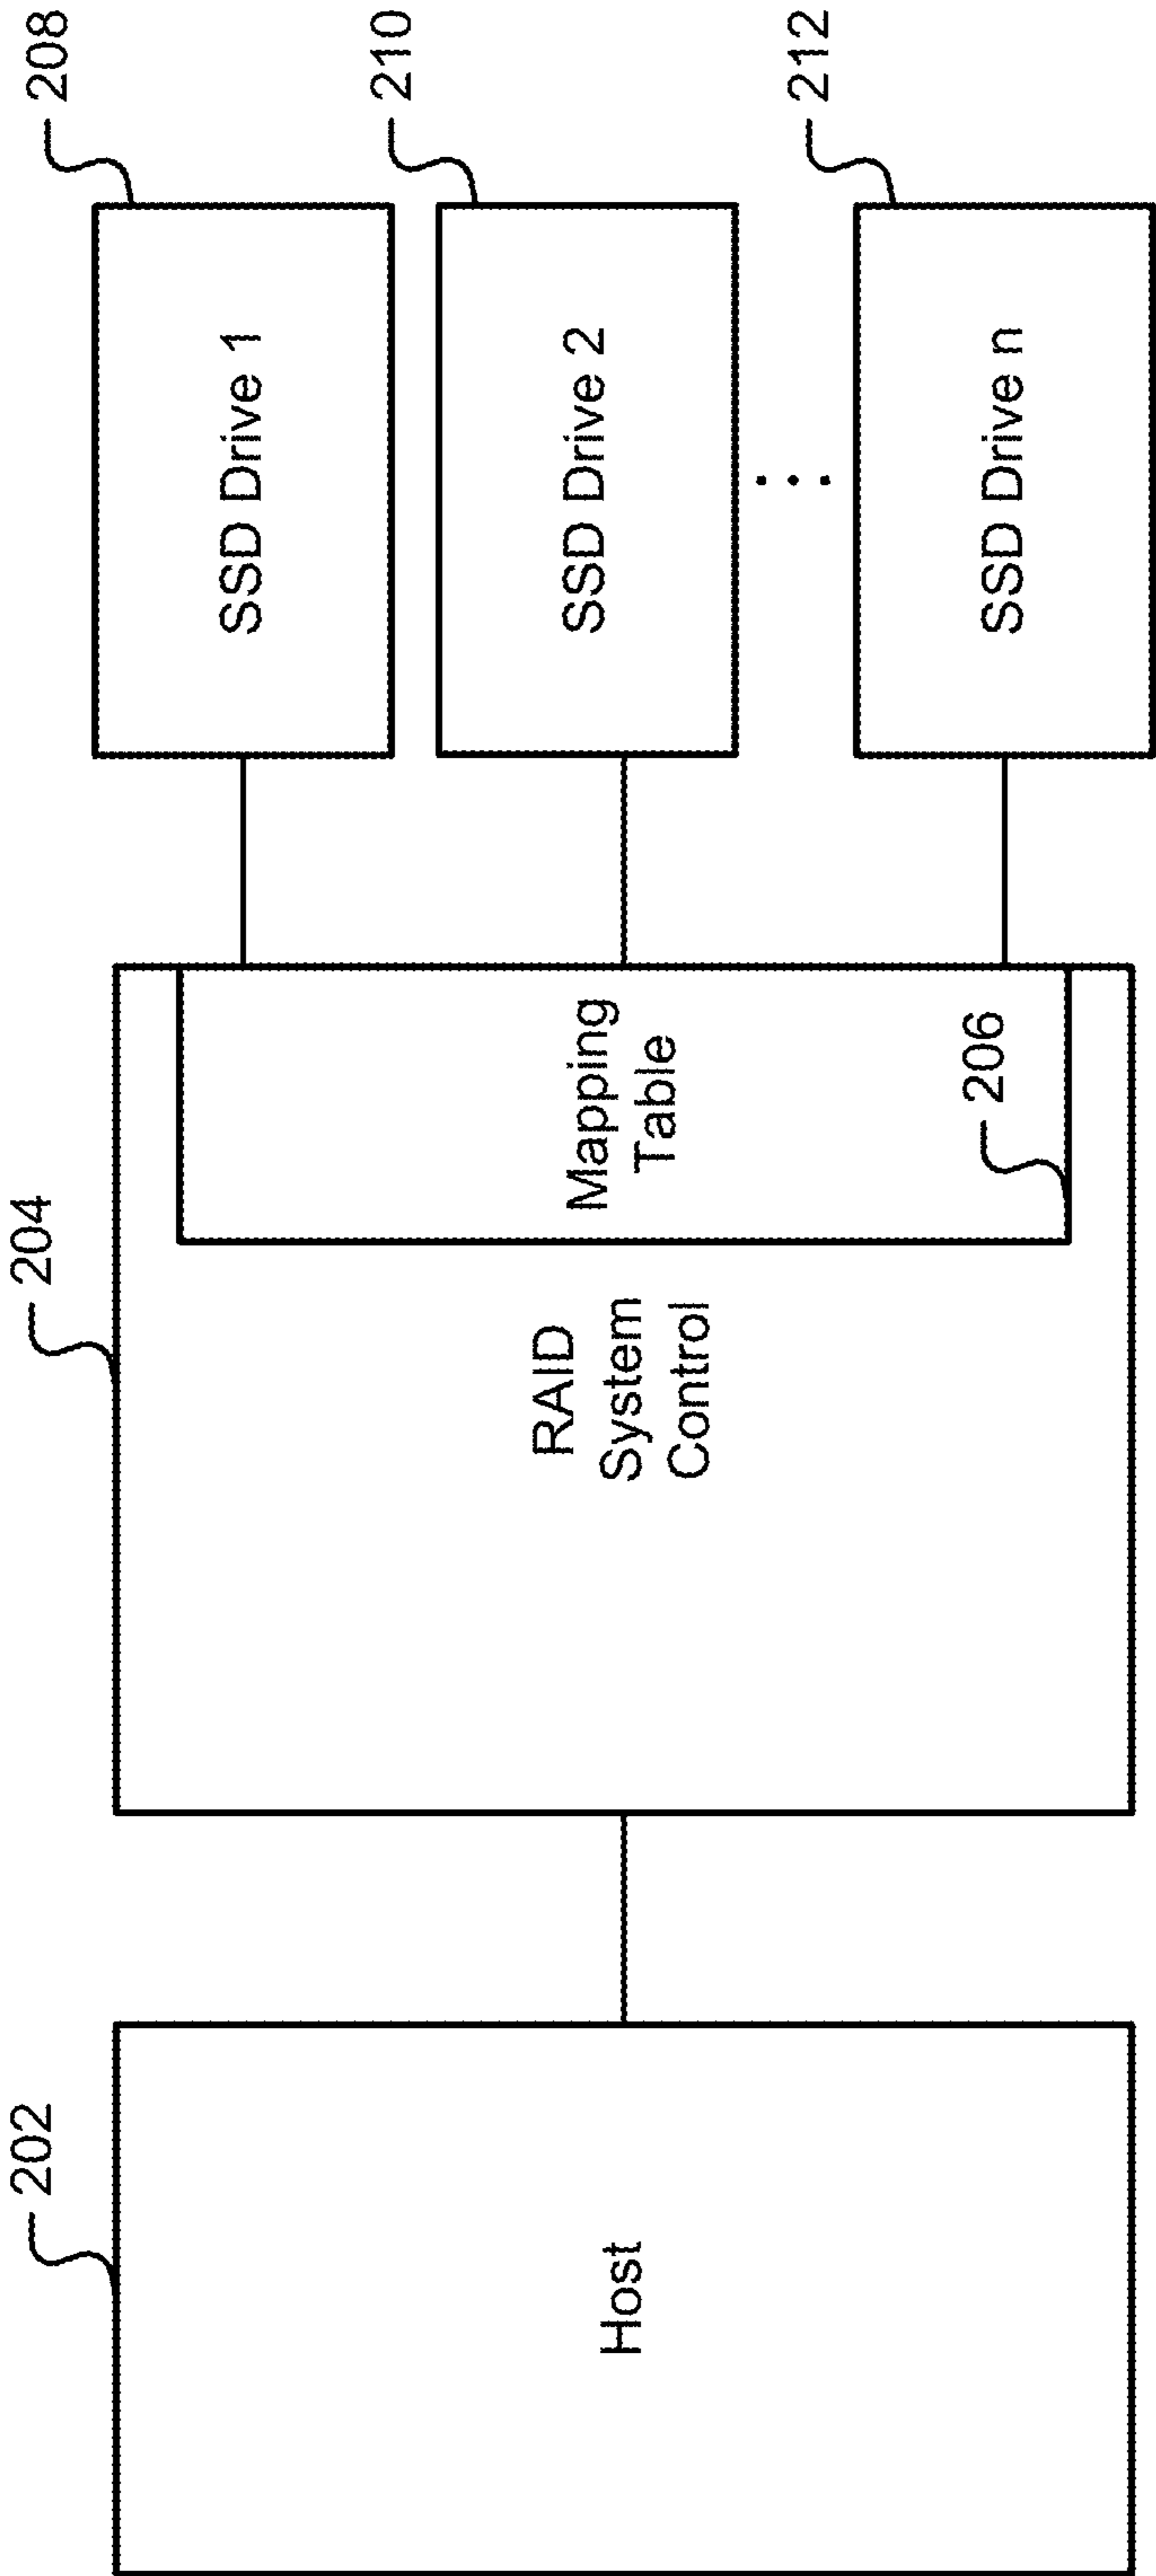 202
Host
204
RAID
System
Control
Mapping
Table
206
SSD Drive 1
208
SSD Drive 2
210
SSD Drive n
212